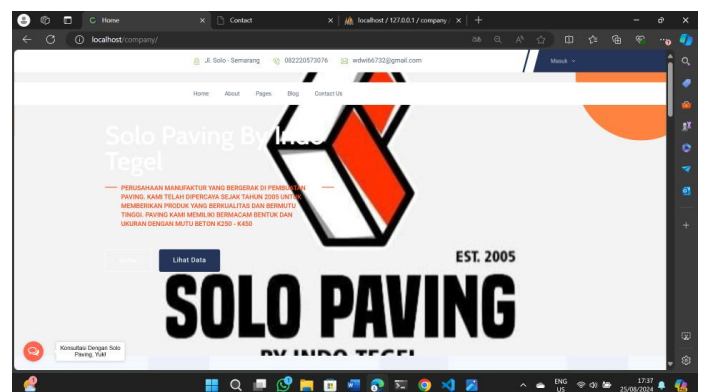 Home
Contact
localhost / 127.0.0.1 / company /
localhost/company/
Jl. Solo - Semarang
082220573076
wdwi66732@gmail.com
Masuk
Home
About
Pages
Blog
Contact Us
Solo Paving By Indo
Tegel
PERUSAHAAN MANUFAKTUR YANG BERGERAK DI PEMBUATAN
PAVING. KAMI TELAH DIPERCAYA SEJAK TAHUN 2005 UNTUK
MEMBERIKAN PRODUK YANG BERKUALITAS DAN BERMUTU
TINGGI. PAVING KAMI MEMILIKI BERMACAM BENTUK DAN
UKURAN DENGAN MUTU BETON K250 - K450
Lihat Data
EST. 2005
SOLO PAVING
BY INDO TEGEL
Konsultasi Dengan Solo
Paving, Yuk!
ENG
US
17:37
25/08/2024